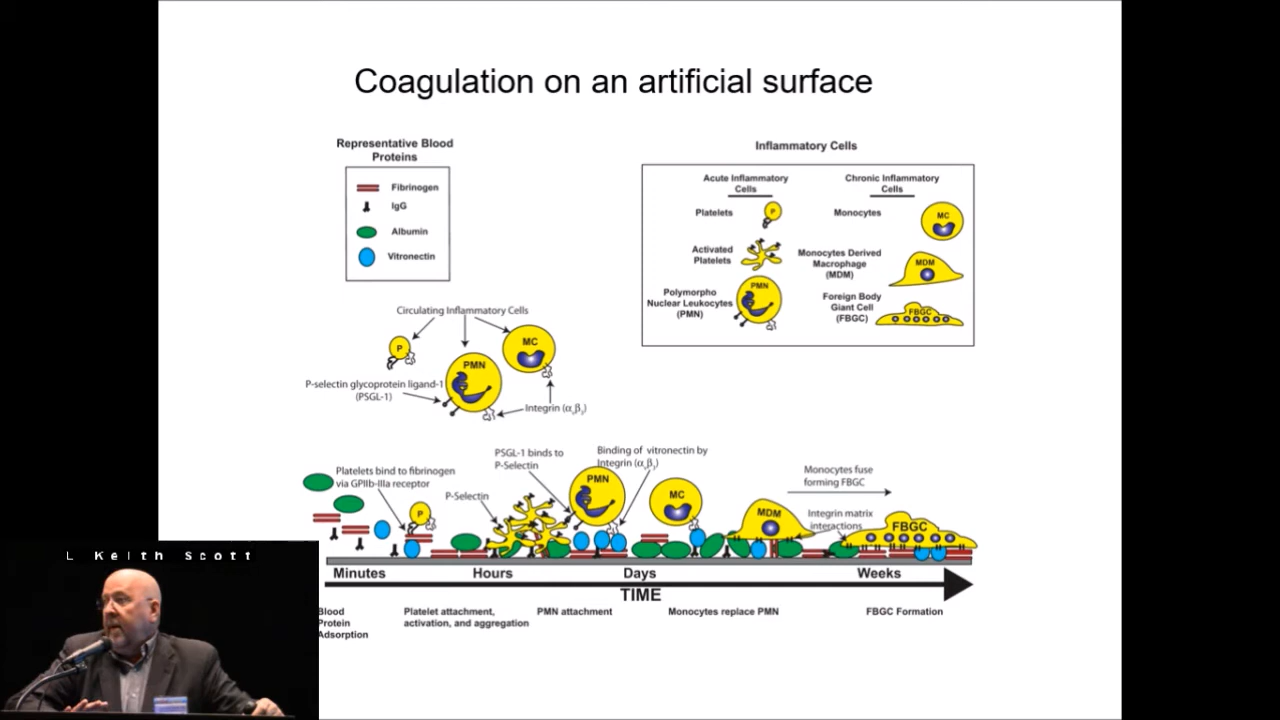 Coagulation on an artificial surface
Representative Blood
Proteins
Fibrinogen
IgG
Albumin
Vitronectin
Inflammatory Cells
Acute Inflammatory
Cells
Platelets
P
Activated
Platelets
Polymorpho
Nuclear Leukocytes
(PMN)
PMN
Chronic Inflammatory
Cells
Monocytes
MC
Monocytes Derived
Macrophage
(MDM)
MDM
Foreign Body
Giant Cell
(FBGC)
FBGC
Circulating Inflammatory Cells
P
PMN
MC
P-selectin glycoprotein ligand-1
(PSGL-1)
Integrin (αvβ3)
Platelets bind to fibrinogen
via GPIIb-IIIa receptor
P
P-Selectin
PSGL-1 binds to
P-Selectin
PMN
Binding of vitronectin by
Integrin (αvβ3)
MC
MDM
Monocytes fuse
forming FBGC
Integrin matrix
interactions
FBGC
Minutes
Hours
Days
Weeks
TIME
Blood
Protein
Adsorption
Platelet attachment,
activation, and aggregation
PMN attachment
Monocytes replace PMN
FBGC Formation
L Keith Scott